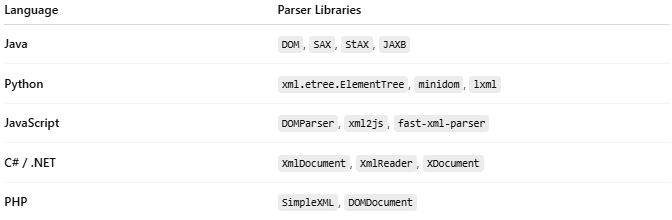 Language Parser Libraries
Java DOM, SAX, StAX, JAXB
Python xml.etree.ElementTree, minidom, lxml
JavaScript DOMParser, xml2js, fast-xml-parser
C# / .NET XmlDocument, XmlReader, XDocument
PHP SimpleXML, DOMDocument